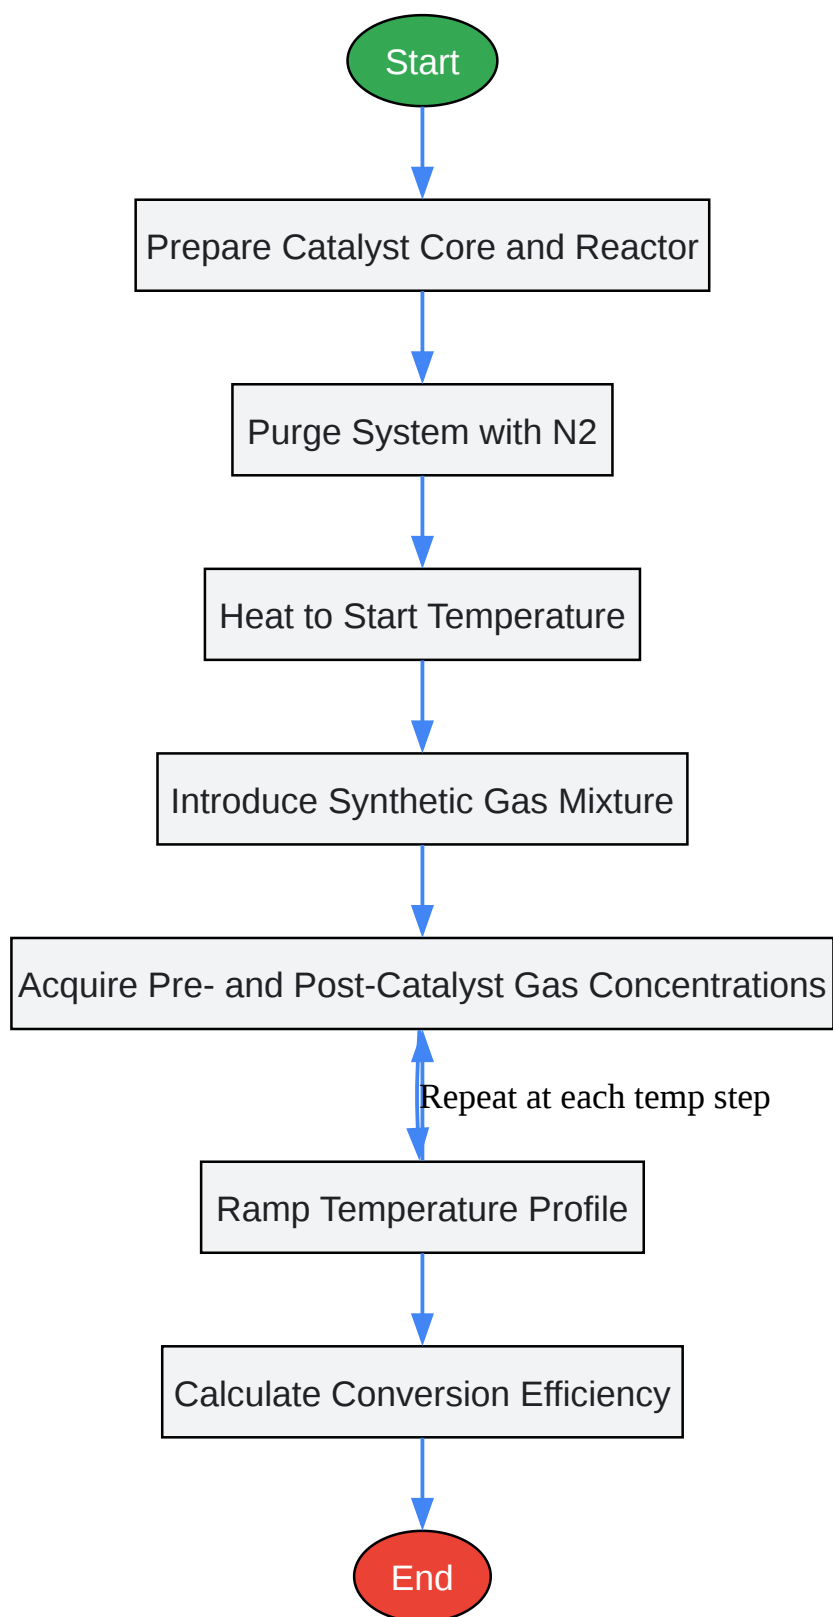 Start
Prepare Catalyst Core and Reactor
Purge System with N2
Heat to Start Temperature
Introduce Synthetic Gas Mixture
Acquire Pre- and Post-Catalyst Gas Concentrations
Repeat at each temp step
Ramp Temperature Profile
Calculate Conversion Efficiency
End